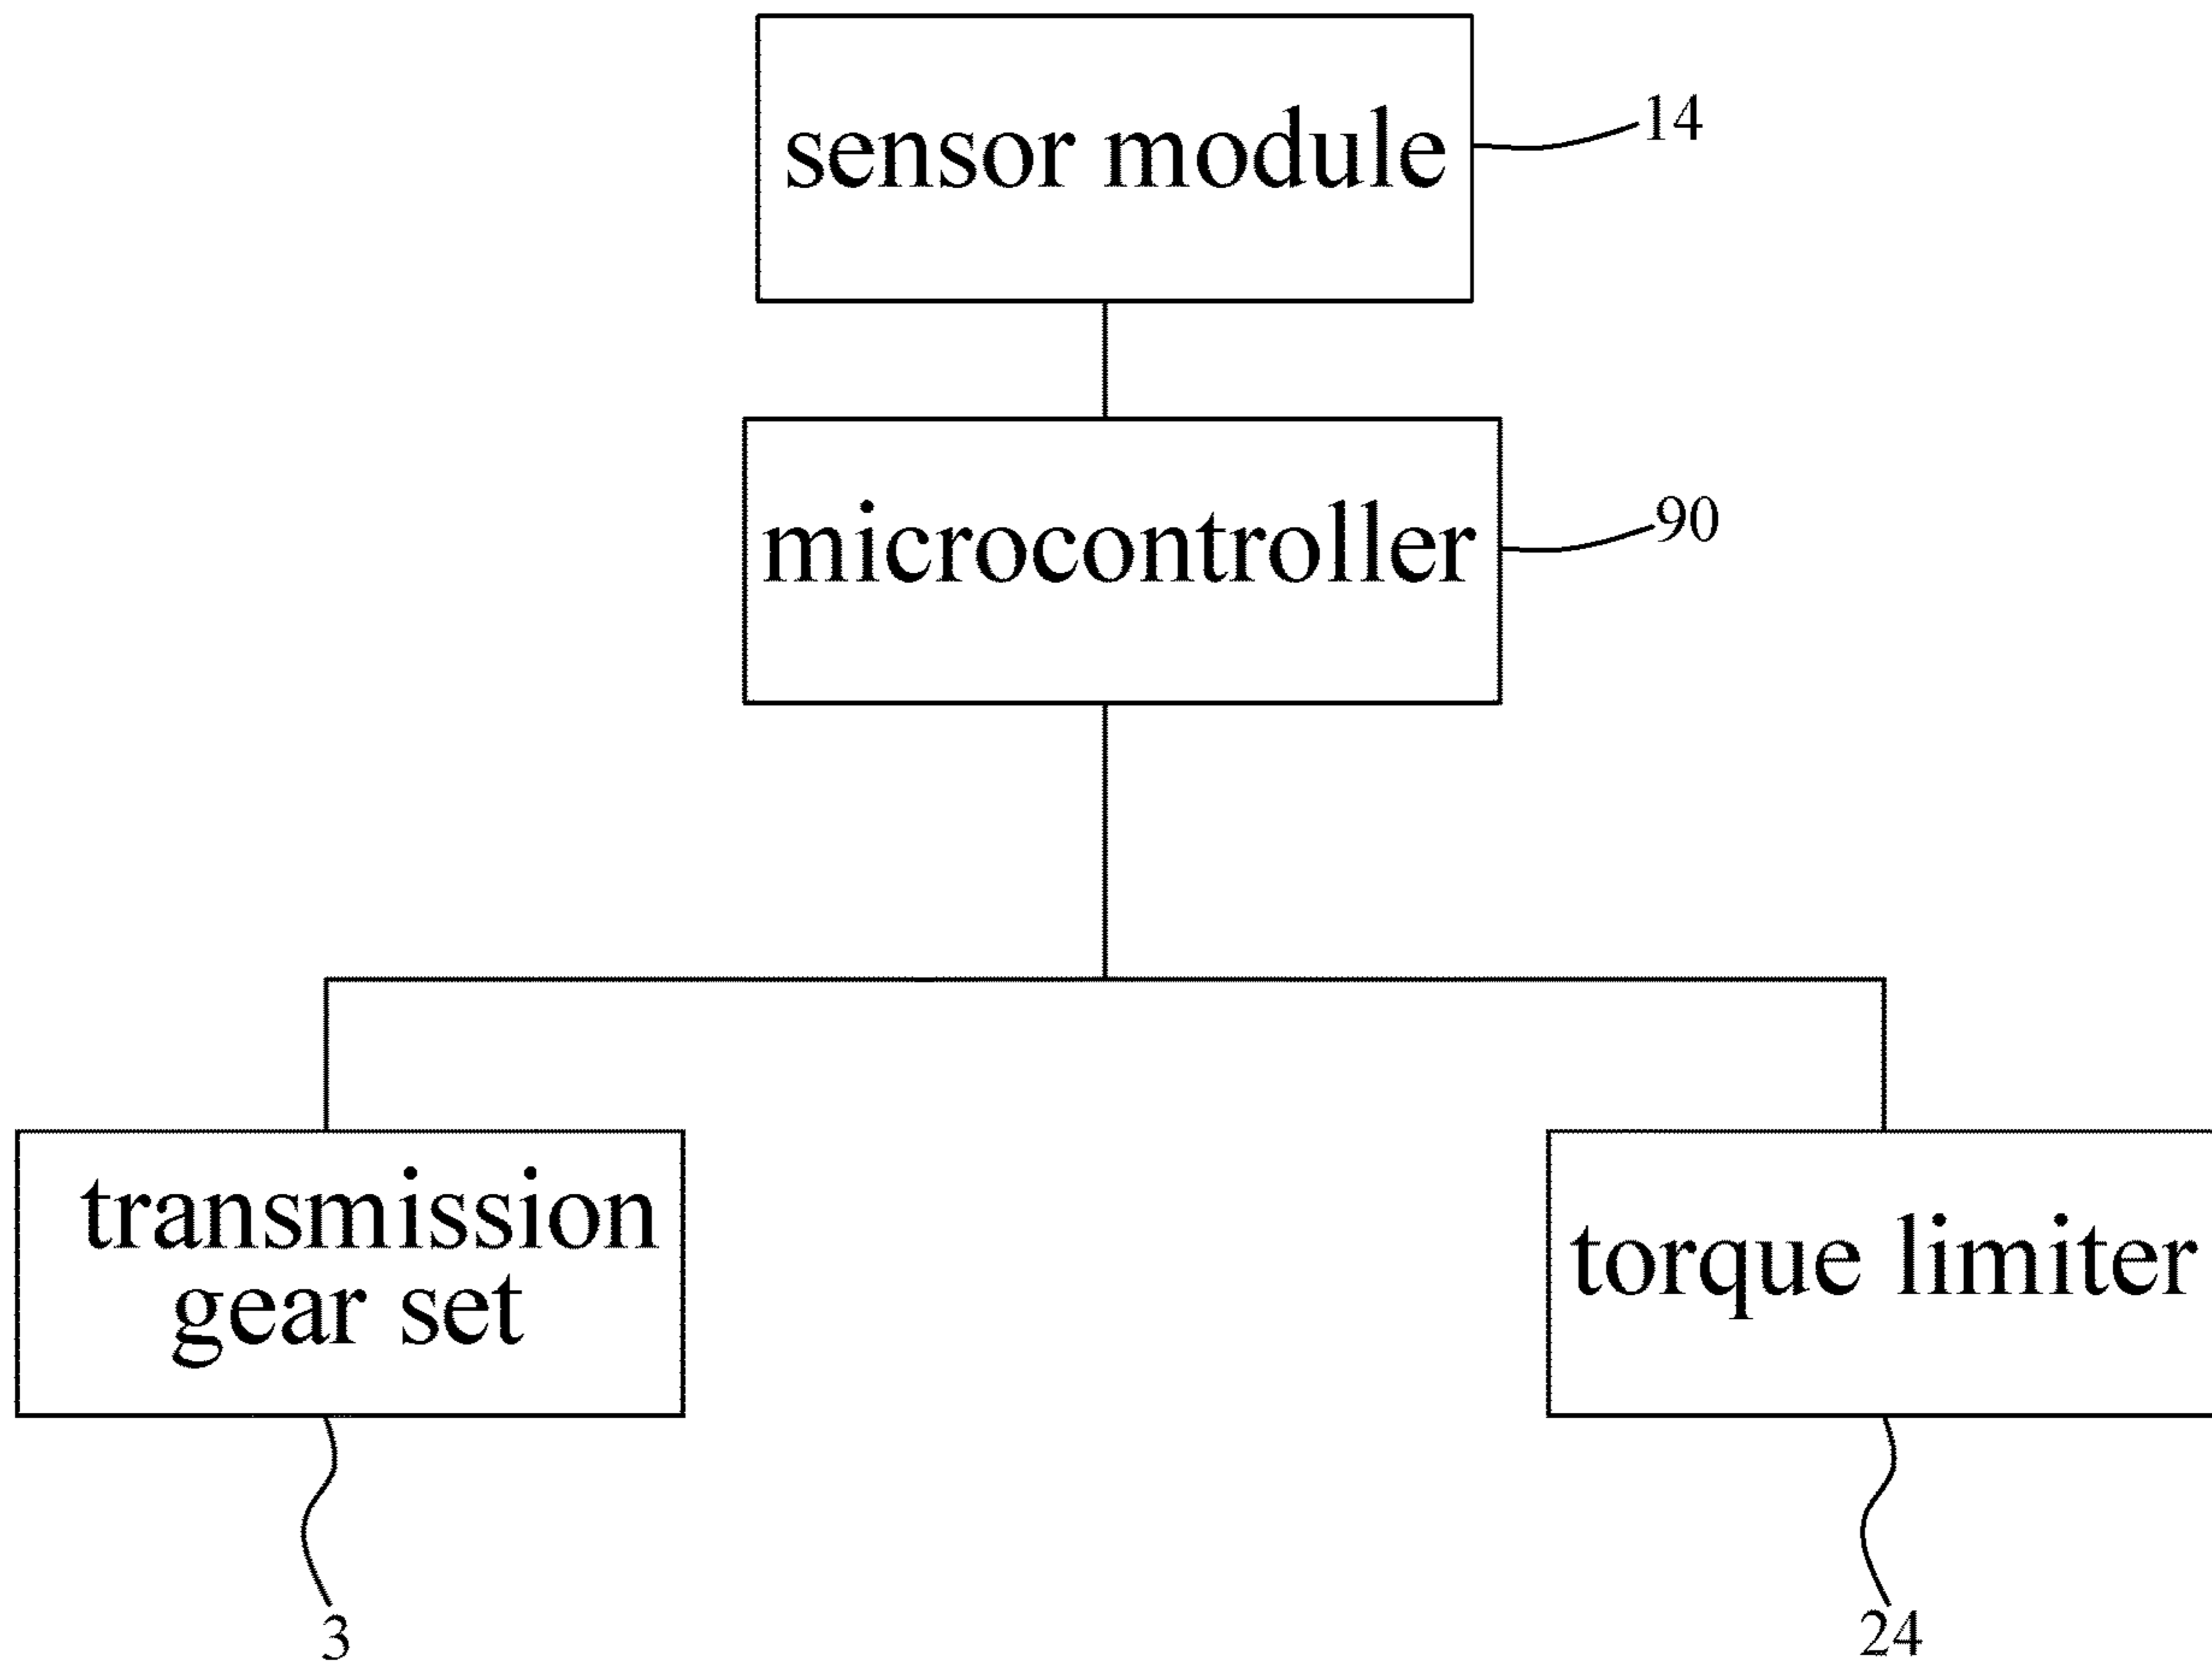 sensor module
14
microcontroller
90
transmission
gear set
torque limiter
3
24